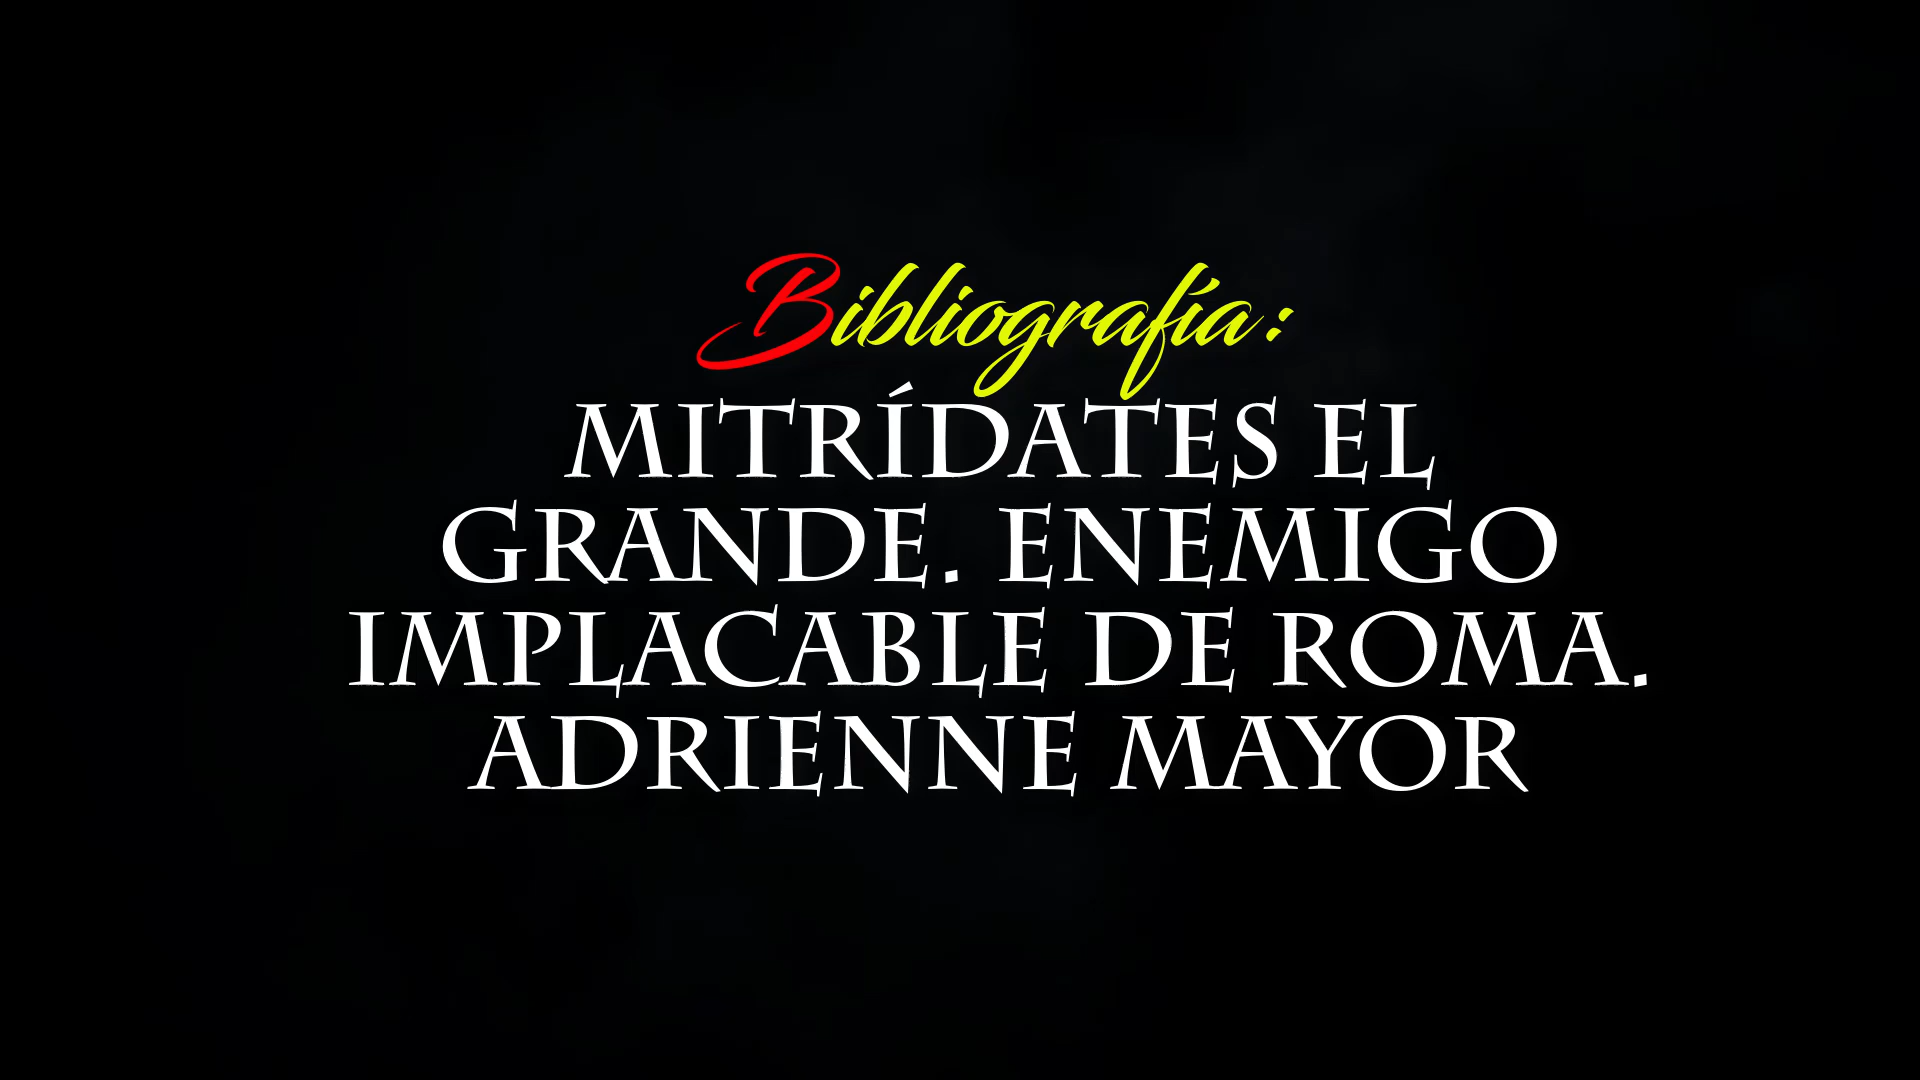 Bibliografía:
MITRÍDATES EL
GRANDE. ENEMIGO
IMPLACABLE DE ROMA.
ADRIENNE MAYOR